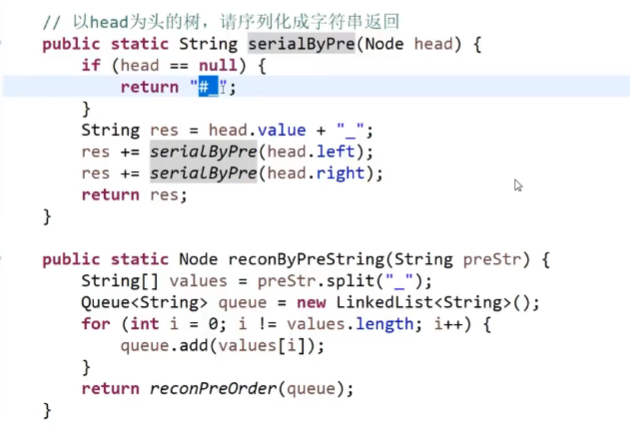 // 以head为头的树，请序列化成字符串返回
public static String serialByPre(Node head) {
if (head == null) {
return "#_";
}
String res = head.value + "_";
res += serialByPre(head.left);
res += serialByPre(head.right);
return res;
}
public static Node reconByPreString(String preStr) {
String[] values = preStr.split("_");
Queue<String> queue = new LinkedList<String>();
for (int i = 0; i != values.length; i++) {
queue.add(values[i]);
}
return reconPreOrder(queue);
}